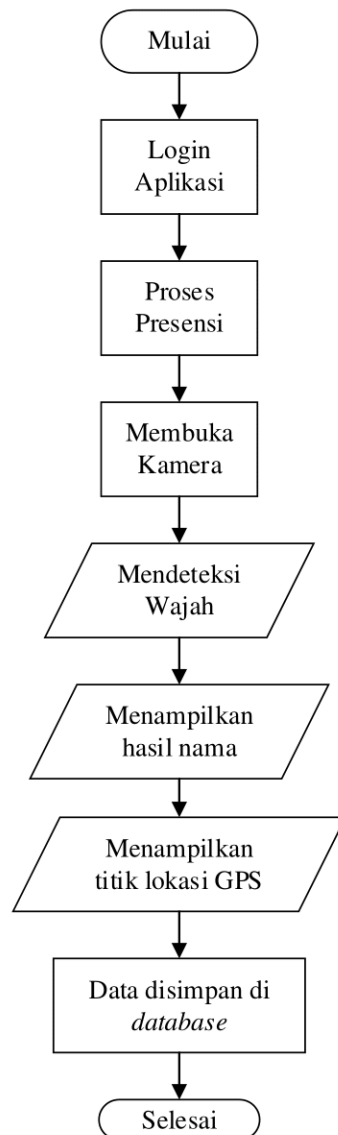 Mulai
Login
Aplikasi
Proses
Presensi
Membuka
Kamera
Mendeteksi
Wajah
Menampilkan
hasil nama
Menampilkan
titik lokasi GPS
Data disimpan di
database
Selesai